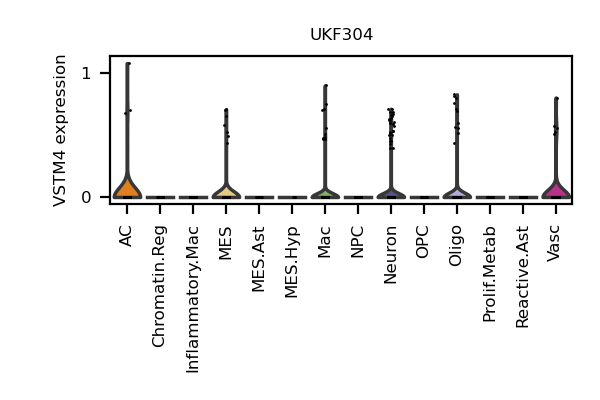 UKF304
VSTM4 expression
1
0
AC
Chromatin.Reg
Inflammatory.Mac
MES
MES.Ast
MES.Hyp
Mac
NPC
Neuron
OPC
Oligo
Prolif.Metab
Reactive.Ast
Vasc